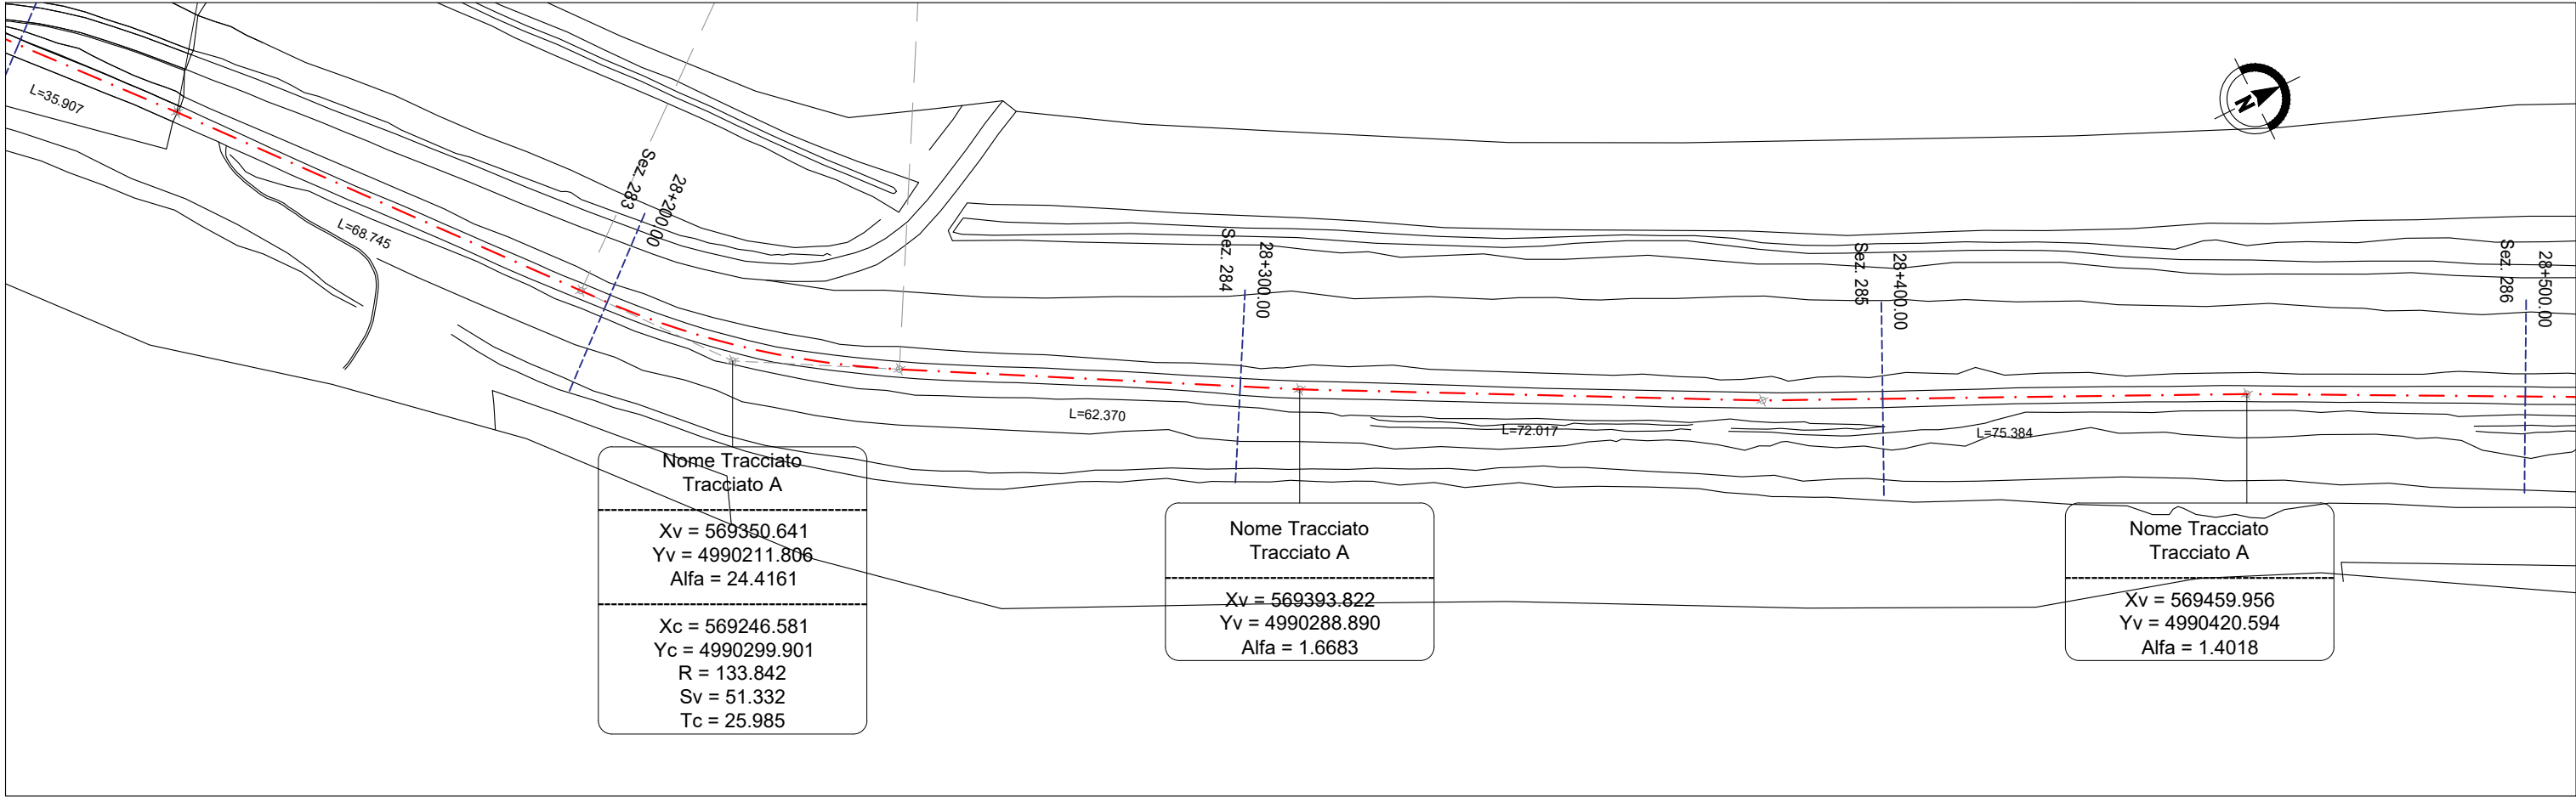 L=35.907
L=68.745
Sez. 283
28+200.00
Sez. 284
28+300.00
Sez. 285
28+400.00
Sez. 286
28+500.00
N
L=62.370
L=72.017
L=75.384
Nome Tracciato
Tracciato A
Xv = 569350.641
Yv = 4990211.806
Alfa = 24.4161
Xc = 569246.581
Yc = 4990299.901
R = 133.842
Sv = 51.332
Tc = 25.985
Nome Tracciato
Tracciato A
Xv = 569393.822
Yv = 4990288.890
Alfa = 1.6683
Nome Tracciato
Tracciato A
Xv = 569459.956
Yv = 4990420.594
Alfa = 1.4018